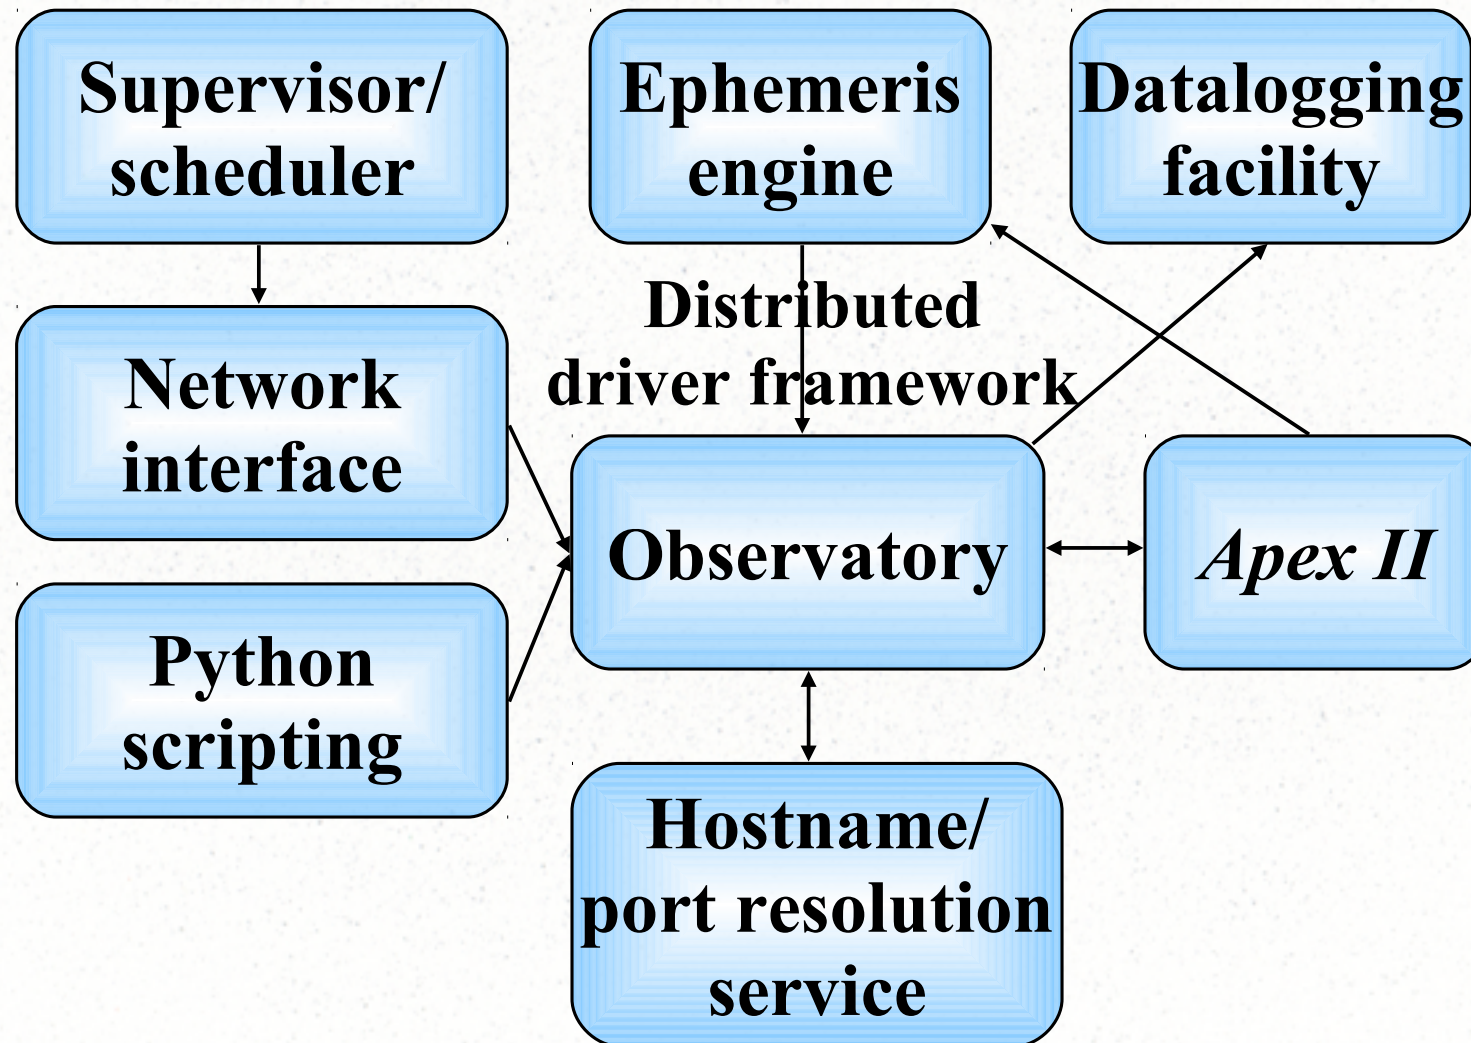 Supervisor/
scheduler
Ephemeris
engine
Datalogging
facility
Network
interface
Distributed
driver framework
Observatory
Apex II
Python
scripting
Hostname/
port resolution
service